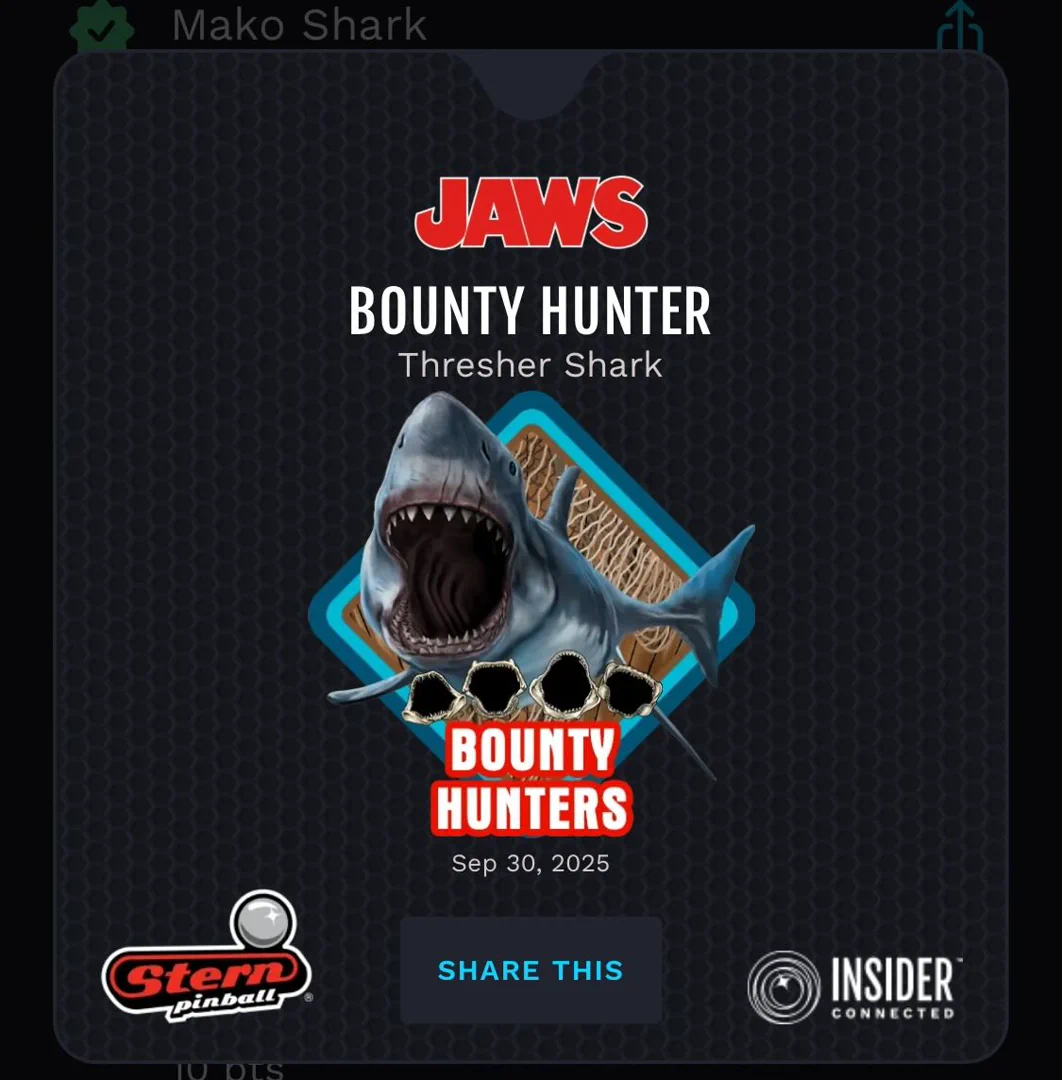 Mako Shark
JAWS
BOUNTY HUNTER
Thresher Shark
BOUNTY
HUNTERS
Sep 30, 2025
Stern
pinball®
SHARE THIS
INSIDER™
CONNECTED
10 pts